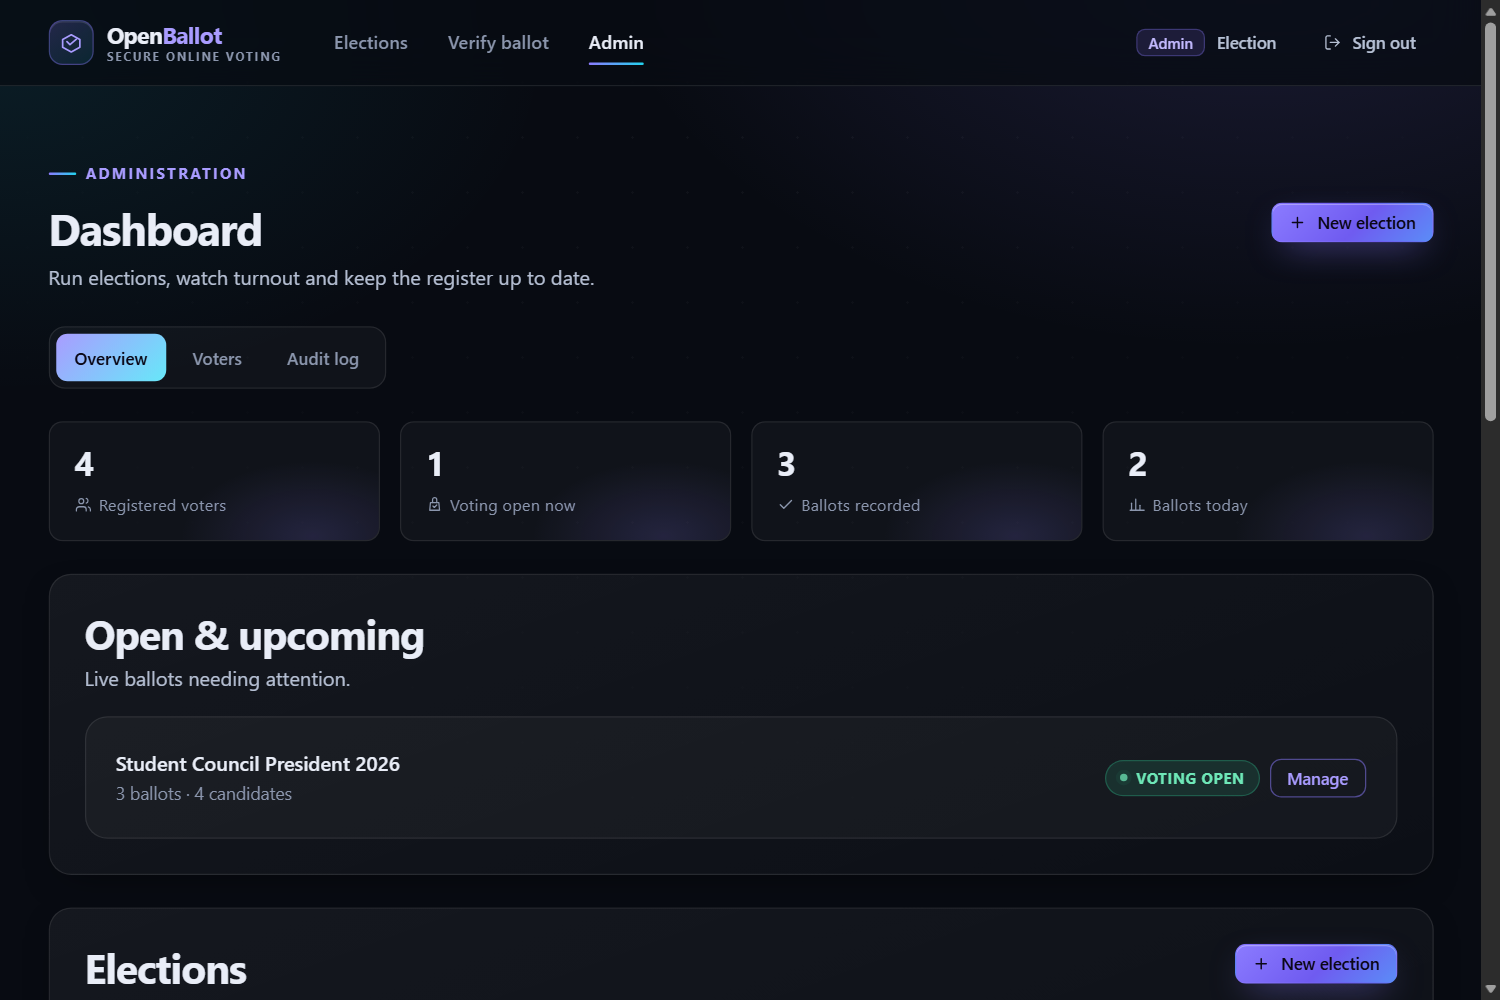 OpenBallot
SECURE ONLINE VOTING
Elections
Verify ballot
Admin
Admin
Election
Sign out
ADMINISTRATION
Dashboard
Run elections, watch turnout and keep the register up to date.
+ New election
Overview
Voters
Audit log
4
Registered voters
1
Voting open now
3
Ballots recorded
2
Ballots today
Open & upcoming
Live ballots needing attention.
Student Council President 2026
3 ballots · 4 candidates
VOTING OPEN
Manage
Elections
+ New election